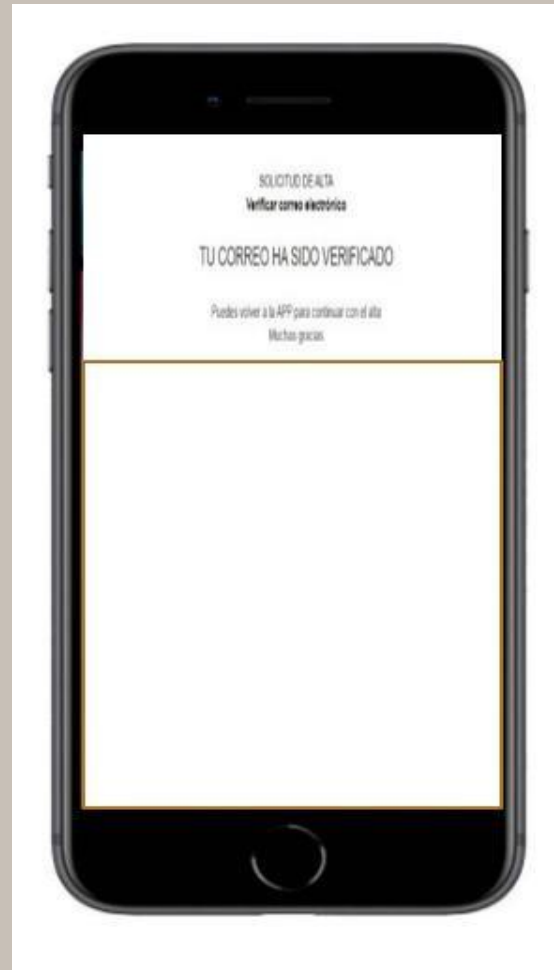 SOLICITUD DE ALTA
Verificar correo electrónico
TU CORREO HA SIDO VERIFICADO
Puedes volver a la APP para continuar con el alta
Muchas gracias.